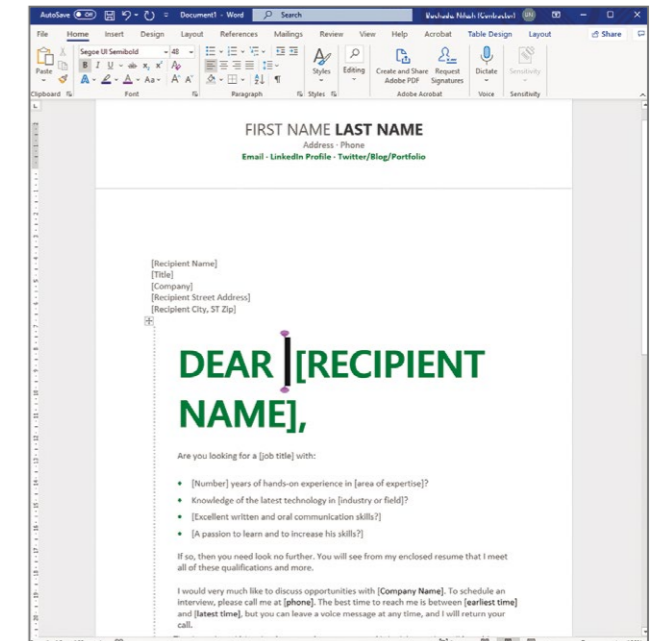 AutoSave Off Document1 - Word Search
File Home Insert Design Layout References Mailings Review View Help Acrobat Table Design Layout Share
Paste Segoe UI Semibold 48 Styles Editing Create and Share Adobe PDF Request Signatures Dictate Sensitivity
Clipboard Font Paragraph Styles Adobe Acrobat Voice Sensitivity
FIRST NAME LAST NAME
Address · Phone
Email · LinkedIn Profile · Twitter/Blog/Portfolio
[Recipient Name]
[Title]
[Company]
[Recipient Street Address]
[Recipient City, ST Zip]
DEAR [RECIPIENT
NAME],
Are you looking for a [job title] with:
• [Number] years of hands-on experience in [area of expertise]?
• Knowledge of the latest technology in [industry or field]?
• [Excellent written and oral communication skills?]
• [A passion to learn and to increase his skills?]
If so, then you need look no further. You will see from my enclosed resume that I meet
all of these qualifications and more.
I would very much like to discuss opportunities with [Company Name]. To schedule an
interview, please call me at [phone]. The best time to reach me is between [earliest time]
and [latest time], but you can leave a voice message at any time, and I will return your
call.